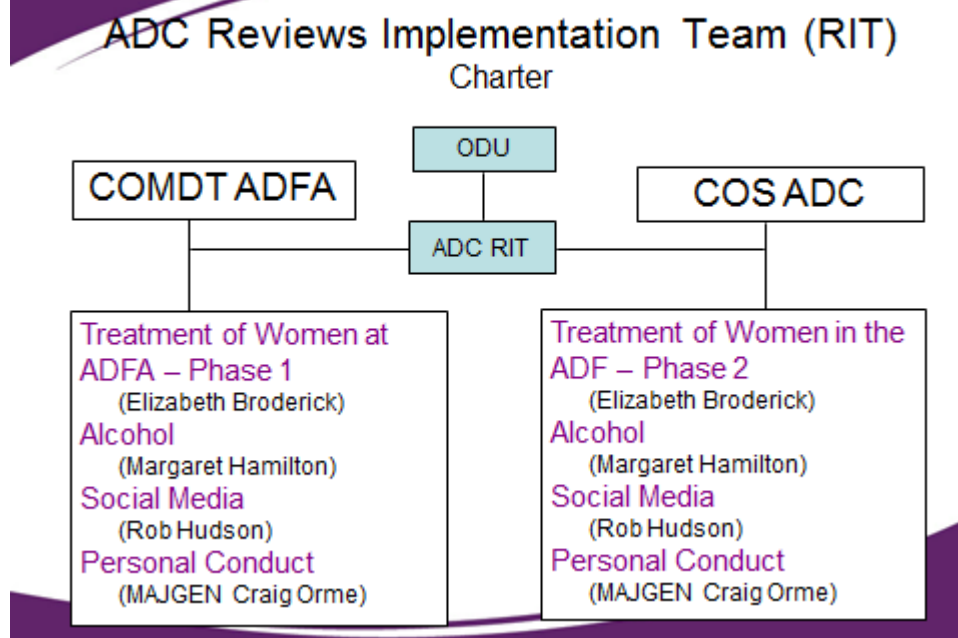 ADC Reviews Implementation Team (RIT)
Charter
ODU
COMDT ADFA
COS ADC
ADC RIT
Treatment of Women at
ADFA – Phase 1
(Elizabeth Broderick)
Alcohol
(Margaret Hamilton)
Social Media
(Rob Hudson)
Personal Conduct
(MAJGEN Craig Orme)
Treatment of Women in the
ADF – Phase 2
(Elizabeth Broderick)
Alcohol
(Margaret Hamilton)
Social Media
(Rob Hudson)
Personal Conduct
(MAJGEN Craig Orme)